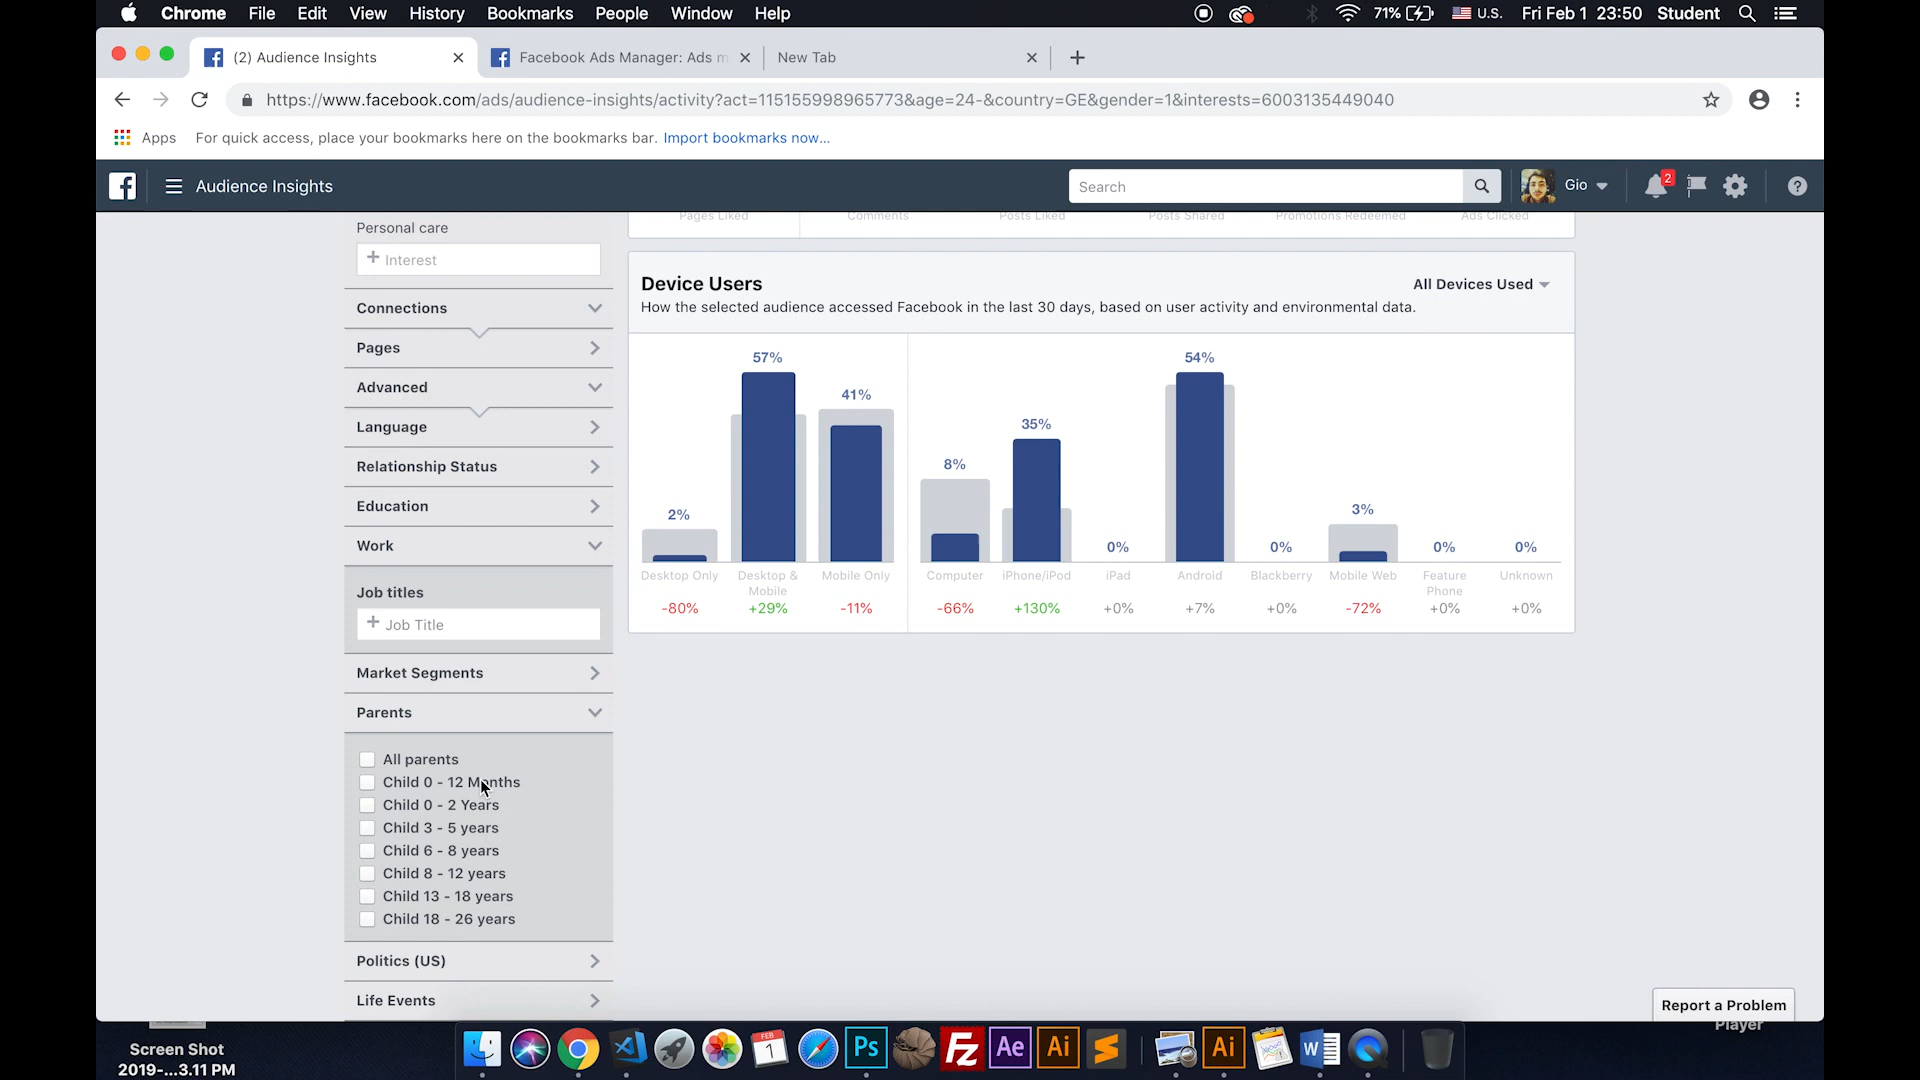 Chrome File Edit View History Bookmarks People Window Help
71% U.S. Fri Feb 1 23:50 Student
(2) Audience Insights
Facebook Ads Manager: Ads m
New Tab
https://www.facebook.com/ads/audience-insights/activity?act=115155998965773&age=24-&country=GE&gender=1&interests=6003135449040
Apps For quick access, place your bookmarks here on the bookmarks bar. Import bookmarks now...
Audience Insights
Search
Gio
2
Personal care
+ Interest
Connections
Pages
Advanced
Language
Relationship Status
Education
Work
Job titles
+ Job Title
Market Segments
Parents
All parents
Child 0 - 12 Months
Child 0 - 2 Years
Child 3 - 5 years
Child 6 - 8 years
Child 8 - 12 years
Child 13 - 18 years
Child 18 - 26 years
Politics (US)
Life Events
Pages Liked Comments Posts Liked Posts Shared Promotions Redeemed Ads Clicked
Device Users
All Devices Used
How the selected audience accessed Facebook in the last 30 days, based on user activity and environmental data.
2% 57% 41% 8% 35% 0% 54% 0% 3% 0% 0%
Desktop Only Desktop & Mobile Mobile Only Computer iPhone/iPod iPad Android Blackberry Mobile Web Feature Phone Unknown
-80% +29% -11% -66% +130% +0% +7% +0% -72% +0% +0%
Report a Problem
Player
Screen Shot
2019-...3.11 PM
FEB
1
Ps
Fz
Ae
Ai
Ai
W